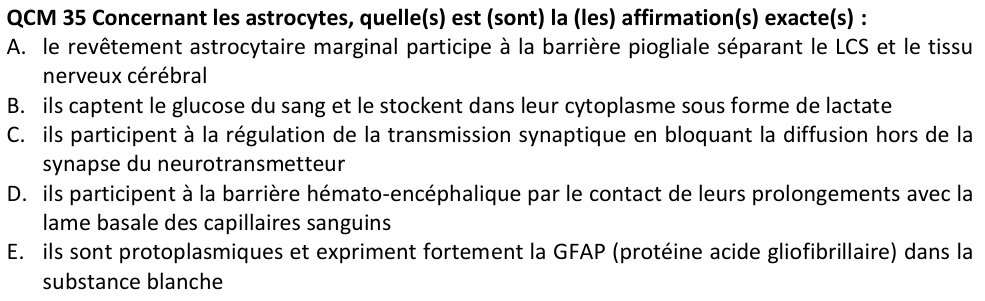 QCM 35 Concernant les astrocytes, quelle(s) est (sont) la (les) affirmation(s) exacte(s) :
A. le revêtement astrocytaire marginal participe à la barrière piogliale séparant le LCS et le tissu
nerveux cérébral
B. ils captent le glucose du sang et le stockent dans leur cytoplasme sous forme de lactate
C. ils participent à la régulation de la transmission synaptique en bloquant la diffusion hors de la
synapse du neurotransmetteur
D. ils participent à la barrière hémato-encéphalique par le contact de leurs prolongements avec la
lame basale des capillaires sanguins
E. ils sont protoplasmiques et expriment fortement la GFAP (protéine acide gliofibrillaire) dans la
substance blanche